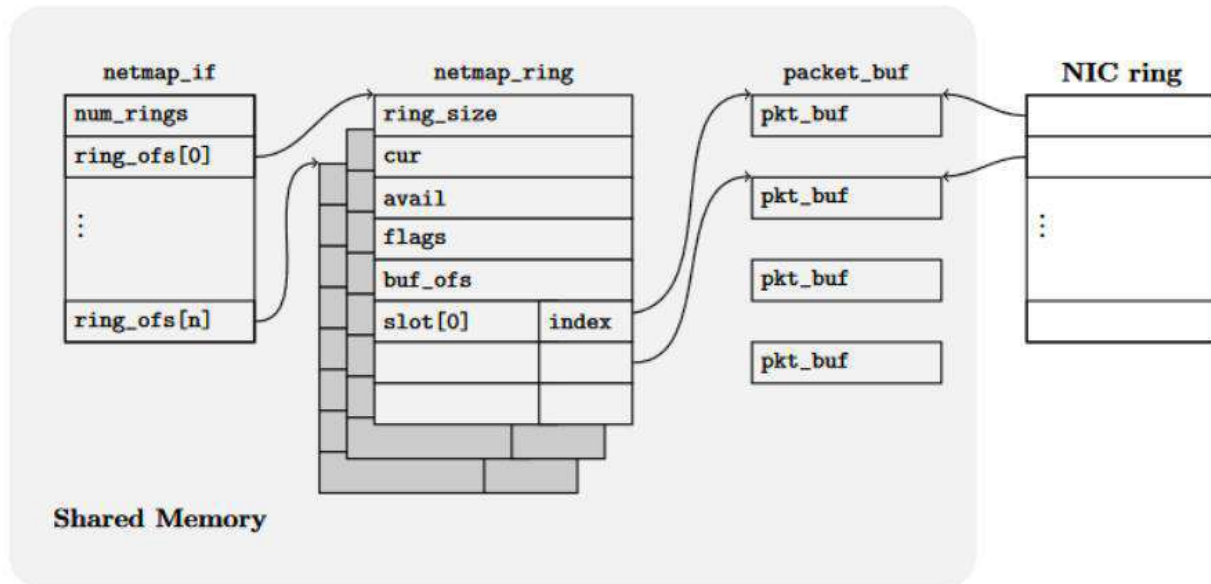 netmap_if
num_rings
ring_ofs[0]
⋮
ring_ofs[n]
netmap_ring
ring_size
cur
avail
flags
buf_ofs
slot[0] index
packet_buf
pkt_buf
pkt_buf
pkt_buf
pkt_buf
NIC ring
⋮
Shared Memory